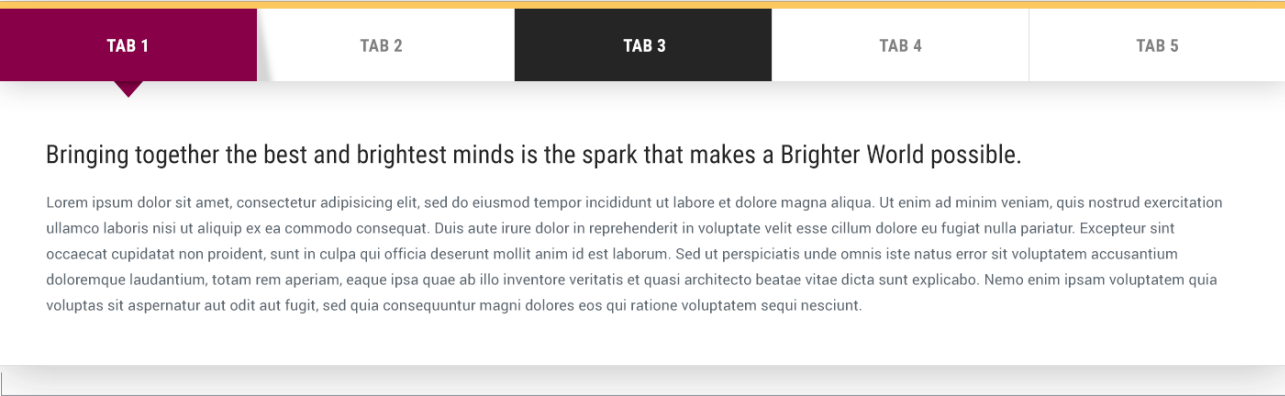 TAB 1 TAB 2 TAB 3 TAB 4 TAB 5
Bringing together the best and brightest minds is the spark that makes a Brighter World possible.
Lorem ipsum dolor sit amet, consectetur adipisicing elit, sed do eiusmod tempor incididunt ut labore et dolore magna aliqua. Ut enim ad minim veniam, quis nostrud exercitation
ullamco laboris nisi ut aliquip ex ea commodo consequat. Duis aute irure dolor in reprehenderit in voluptate velit esse cillum dolore eu fugiat nulla pariatur. Excepteur sint
occaecat cupidatat non proident, sunt in culpa qui officia deserunt mollit anim id est laborum. Sed ut perspiciatis unde omnis iste natus error sit voluptatem accusantium
doloremque laudantium, totam rem aperiam, eaque ipsa quae ab illo inventore veritatis et quasi architecto beatae vitae dicta sunt explicabo. Nemo enim ipsam voluptatem quia
voluptas sit aspernatur aut odit aut fugit, sed quia consequuntur magni dolores eos qui ratione voluptatem sequi nesciunt.